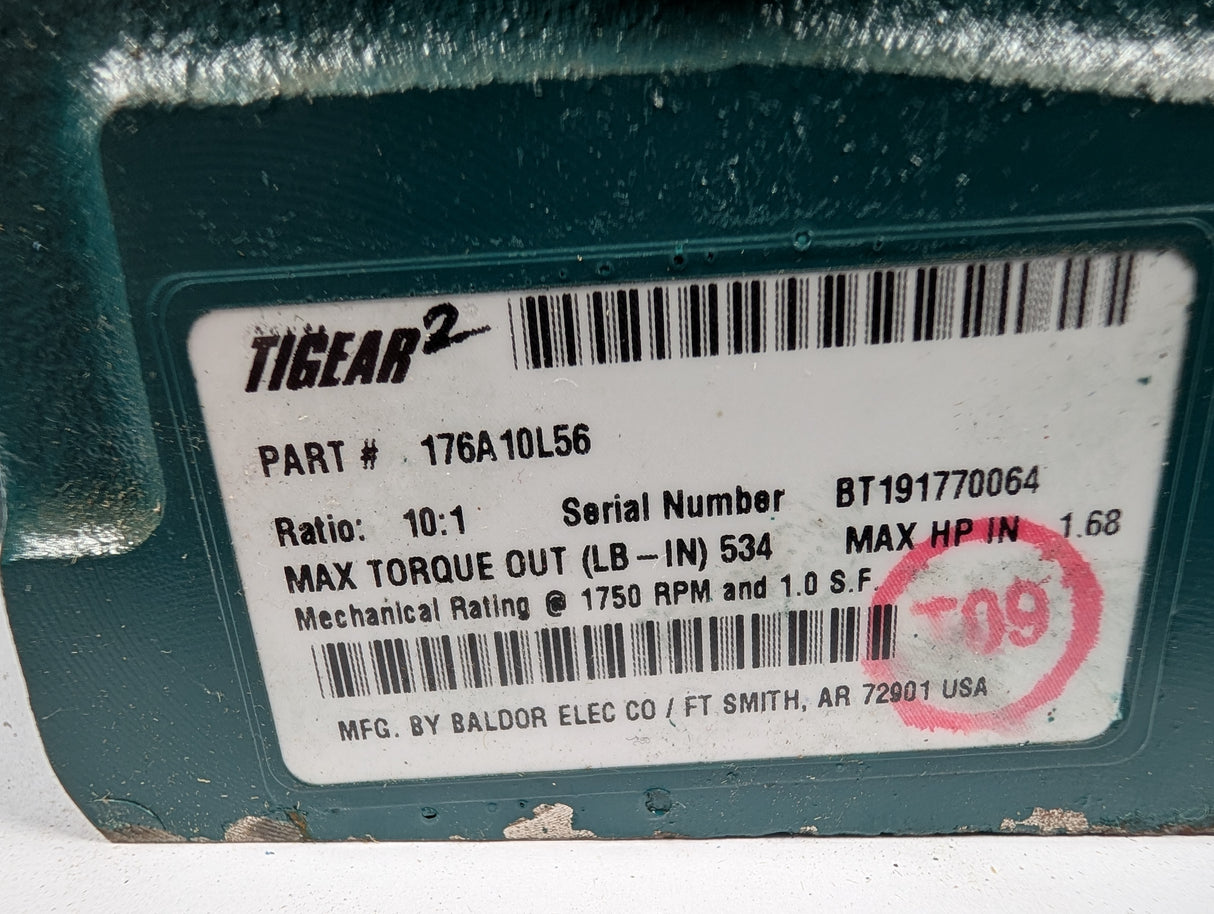 TIGEAR2
PART # 176A10L56
Ratio: 10:1 Serial Number BT191770064
MAX TORQUE OUT (LB-IN) 534 MAX HP IN 1.68
Mechanical Rating @ 1750 RPM and 1.0 S.F.
T09
MFG. BY BALDOR ELEC CO / FT SMITH, AR 72901 USA